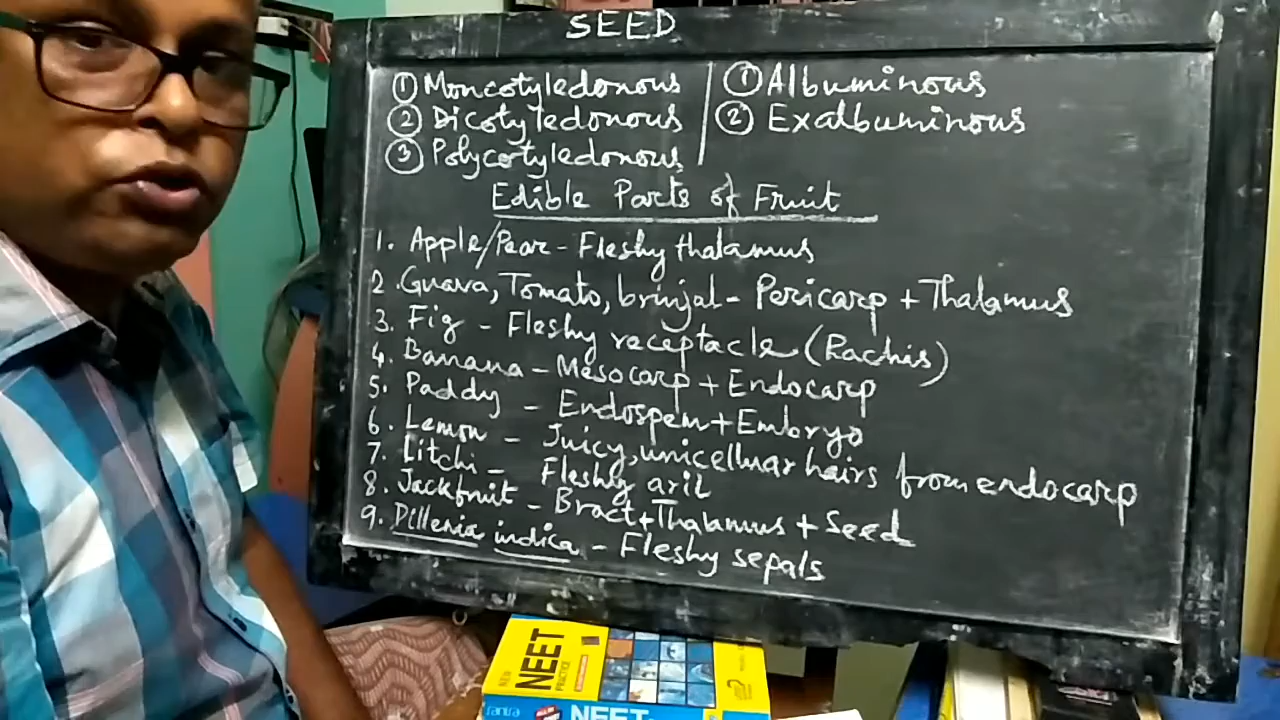 SEED
① Moncotyledonous
② Dicotyledonous
③ Polycotyledonous
① Albuminous
② Exalbuminous
Edible Parts of Fruit
1. Apple/Pear - Fleshy thalamus
2. Guava, Tomato, brinjal - Pericarp + Thalamus
3. Fig - Fleshy receptacle (Rachis)
4. Banana - Mesocarp + Endocarp
5. Paddy - Endospem + Embryo
6. Lemon - Juicy, unicellular hairs from endocarp
7. Litchi - Fleshy aril
8. Jackfruit - Bract + Thalamus + Seed
9. Dillenia indica - Fleshy sepals
NEET
NEET